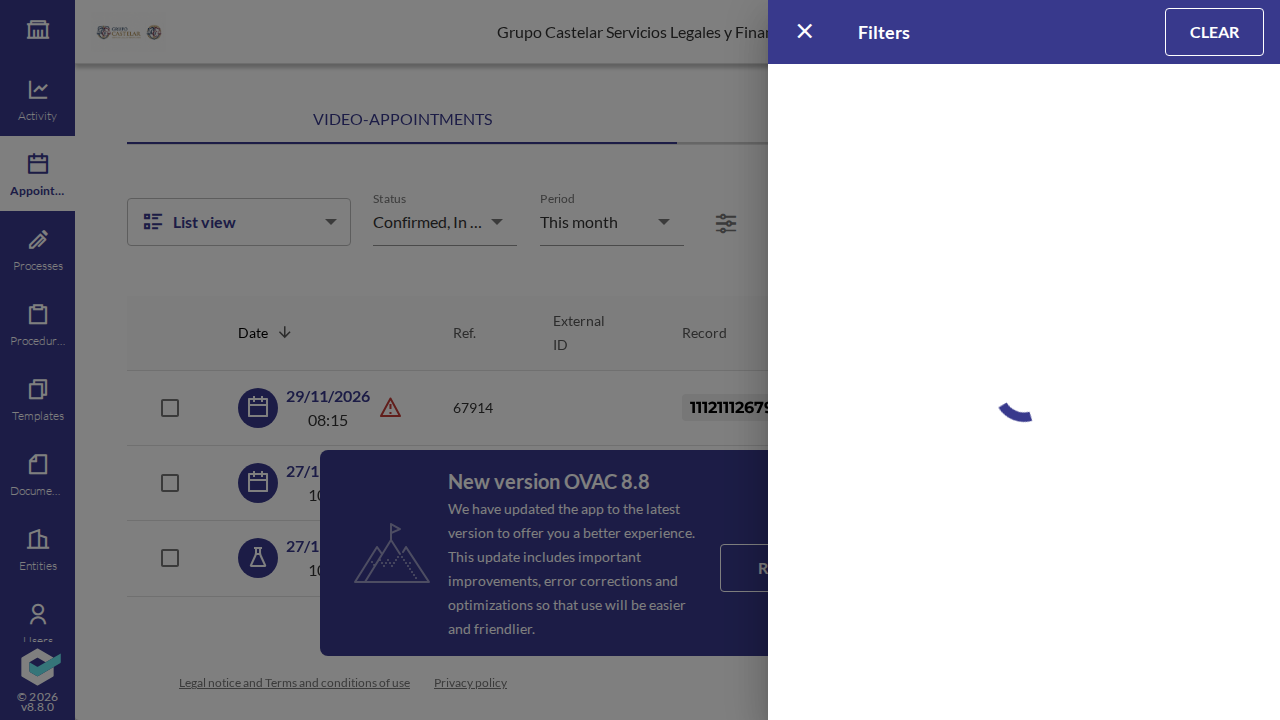 Grupo Castelar Servicios Legales y Finan
Filters
CLEAR
Activity
Appoint...
Processes
Procedur...
Templates
Docume...
Entities
Users
© 2026
v8.8.0
VIDEO-APPOINTMENTS
List view
Status
Confirmed, In ...
Period
This month
Date
Ref.
External
ID
Record
29/11/2026
08:15
67914
11121112679
27/1
10
27/1
10
New version OVAC 8.8
We have updated the app to the latest
version to offer you a better experience.
This update includes important
improvements, error corrections and
optimizations so that use will be easier
and friendlier.
R
Legal notice and Terms and conditions of use
Privacy policy